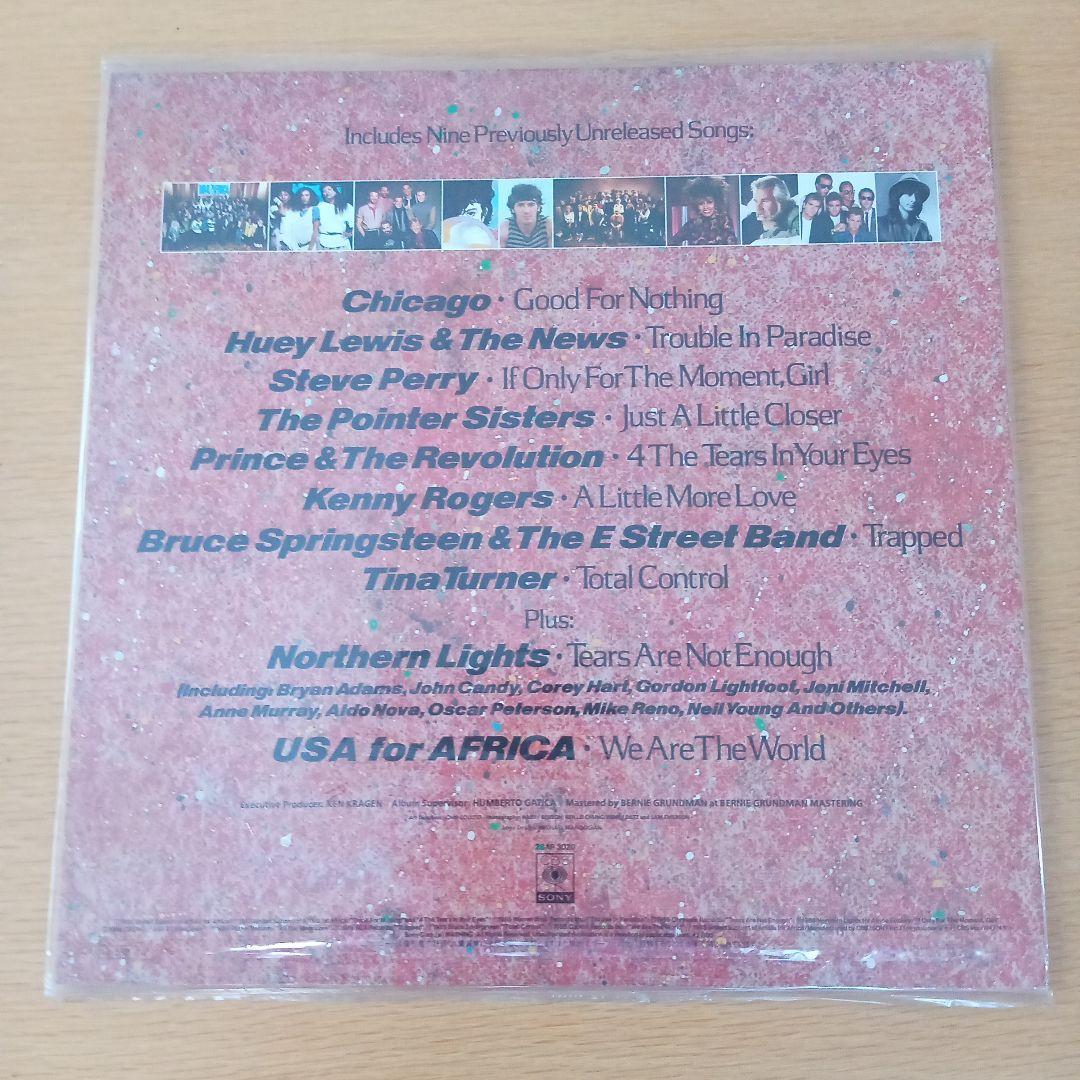 Includes Nine Previously Unreleased Songs:
Chicago · Good For Nothing
Huey Lewis & The News · Trouble In Paradise
Steve Perry · If Only For The Moment, Girl
The Pointer Sisters · Just A Little Closer
Prince & The Revolution · 4 The Tears In Your Eyes
Kenny Rogers · A Little More Love
Bruce Springsteen & The E Street Band · Trapped
Tina Turner · Total Control
Plus:
Northern Lights · Tears Are Not Enough
(Including: Bryan Adams, John Candy, Corey Hart, Gordon Lightfoot, Joni Mitchell,
Anne Murray, Aldo Nova, Oscar Peterson, Mike Reno, Neil Young And Others).
USA for AFRICA · We Are The World
Executive Producer: KEN KRAGEN Album Supervisor: HUMBERTO GATICA Mastered by BERNIE GRUNDMAN at BERNIE GRUNDMAN MASTERING
28AP 3020
CBS
SONY